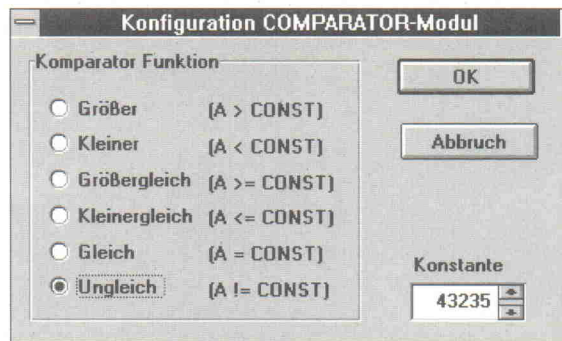 Konfiguration COMPARATOR-Modul
Komparator Funktion
Größer (A > CONST)
Kleiner (A < CONST)
Größergleich (A >= CONST)
Kleinergleich (A <= CONST)
Gleich (A = CONST)
Ungleich (A != CONST)
OK
Abbruch
Konstante
43235